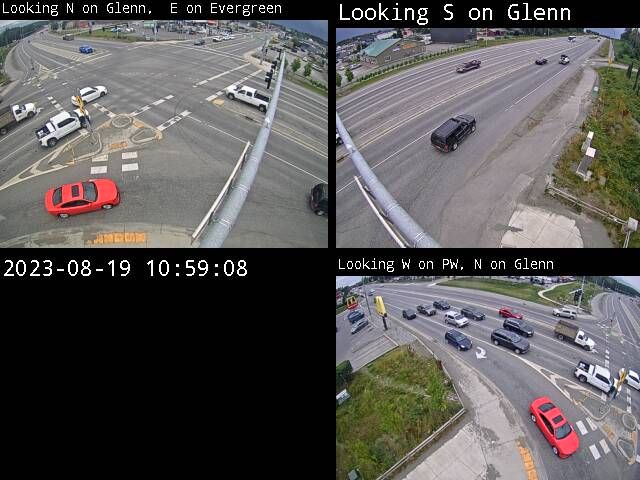 Looking N on Glenn, E on Evergreen
Looking S on Glenn
2023-08-19 10:59:08
Looking W on PW, N on Glenn